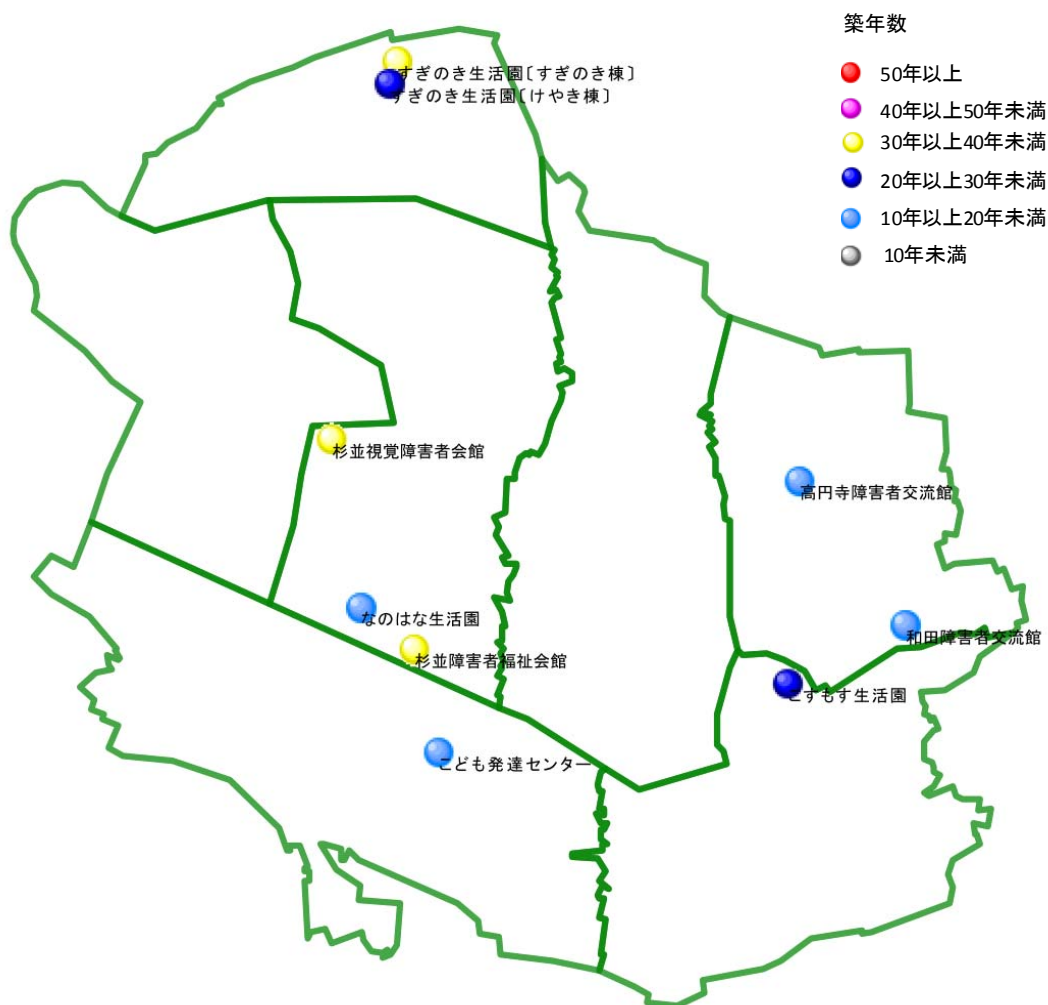 築年数
50年以上
40年以上50年未満
30年以上40年未満
20年以上30年未満
10年以上20年未満
10年未満
すぎのき生活園〔すぎのき棟〕
すぎのき生活園〔けやき棟〕
杉並視覚障害者会館
高円寺障害者交流館
なのはな生活園
和田障害者交流館
杉並障害者福祉会館
こすもす生活園
こども発達センター